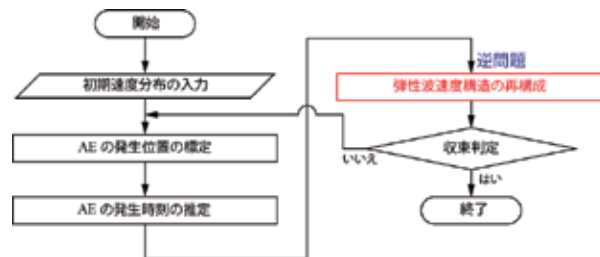 開始
初期速度分布の入力
AE の発生位置の標定
AE の発生時刻の推定
逆問題
弾性波速度構造の再構成
収束判定
いいえ
はい
終了